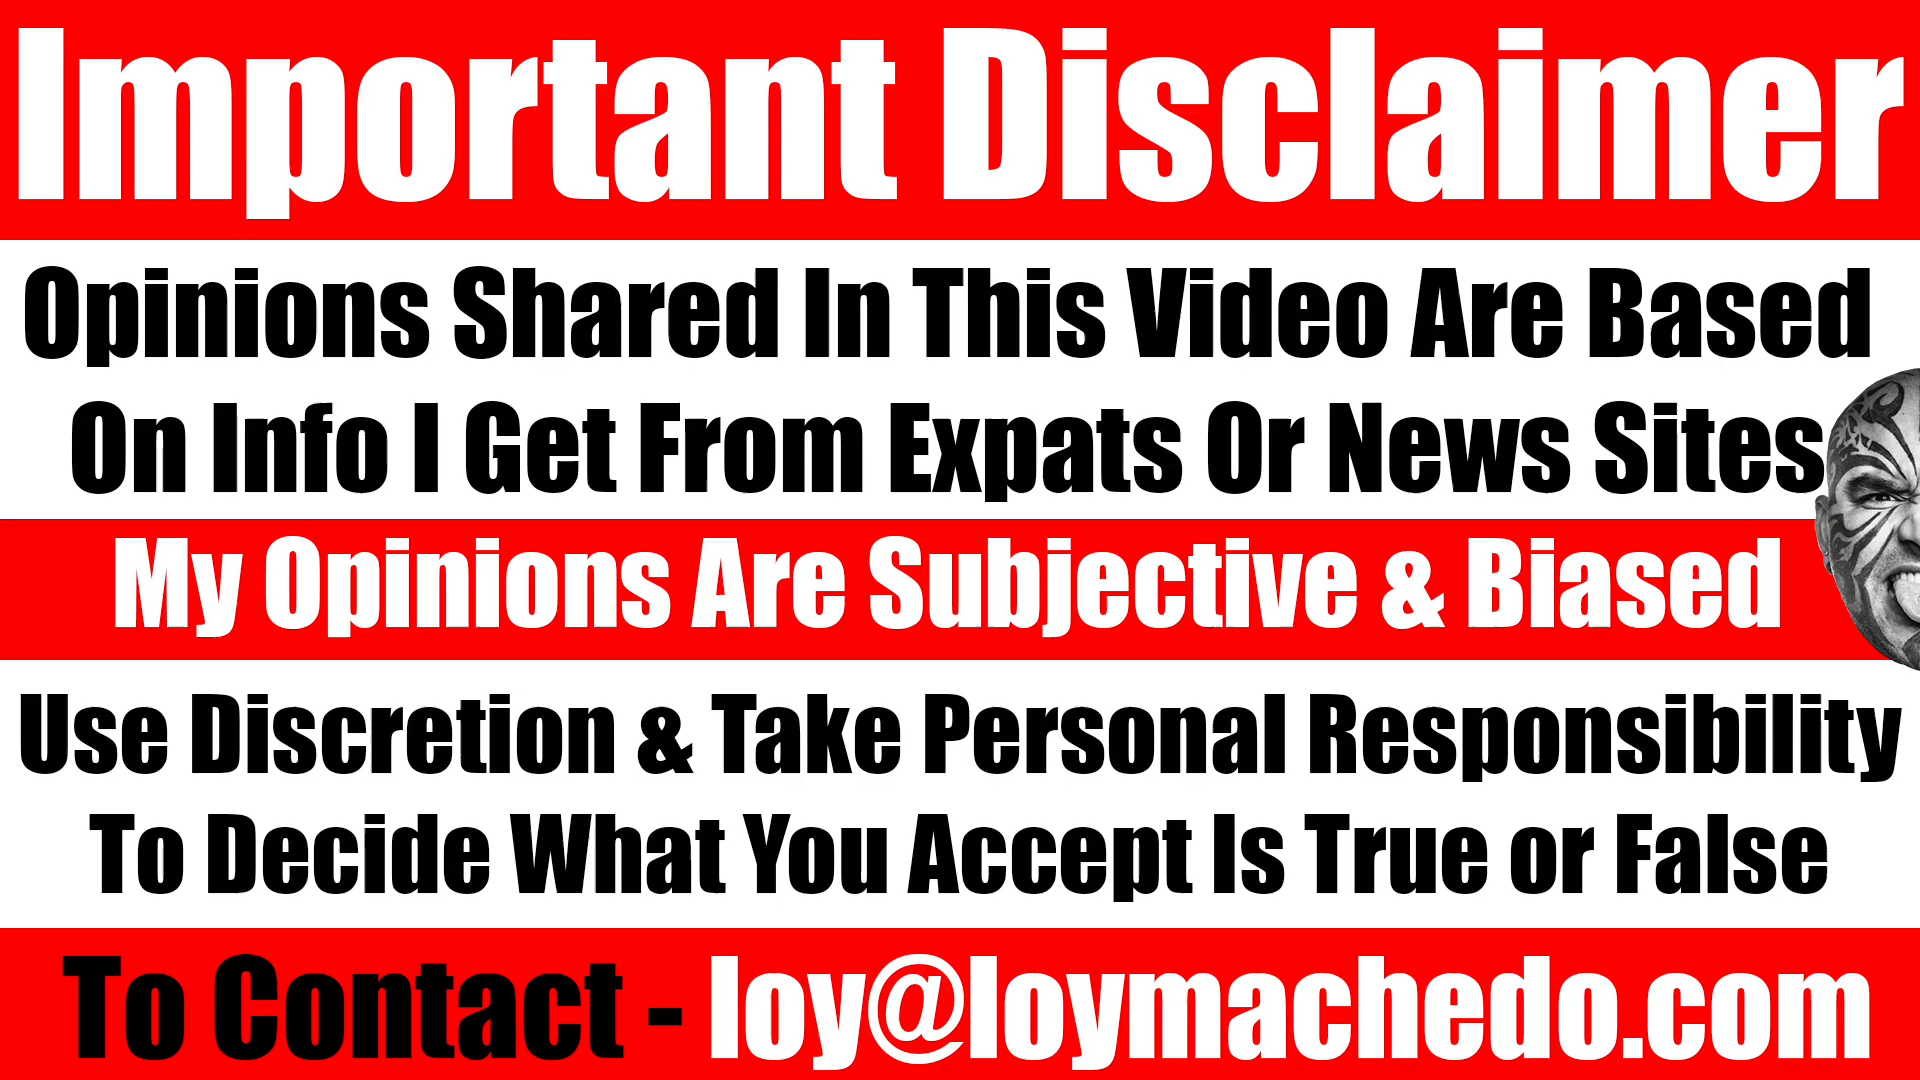 Important Disclaimer
Opinions Shared In This Video Are Based
On Info I Get From Expats Or News Sites
My Opinions Are Subjective & Biased
Use Discretion & Take Personal Responsibility
To Decide What You Accept Is True or False
To Contact - loy@loymachedo.com